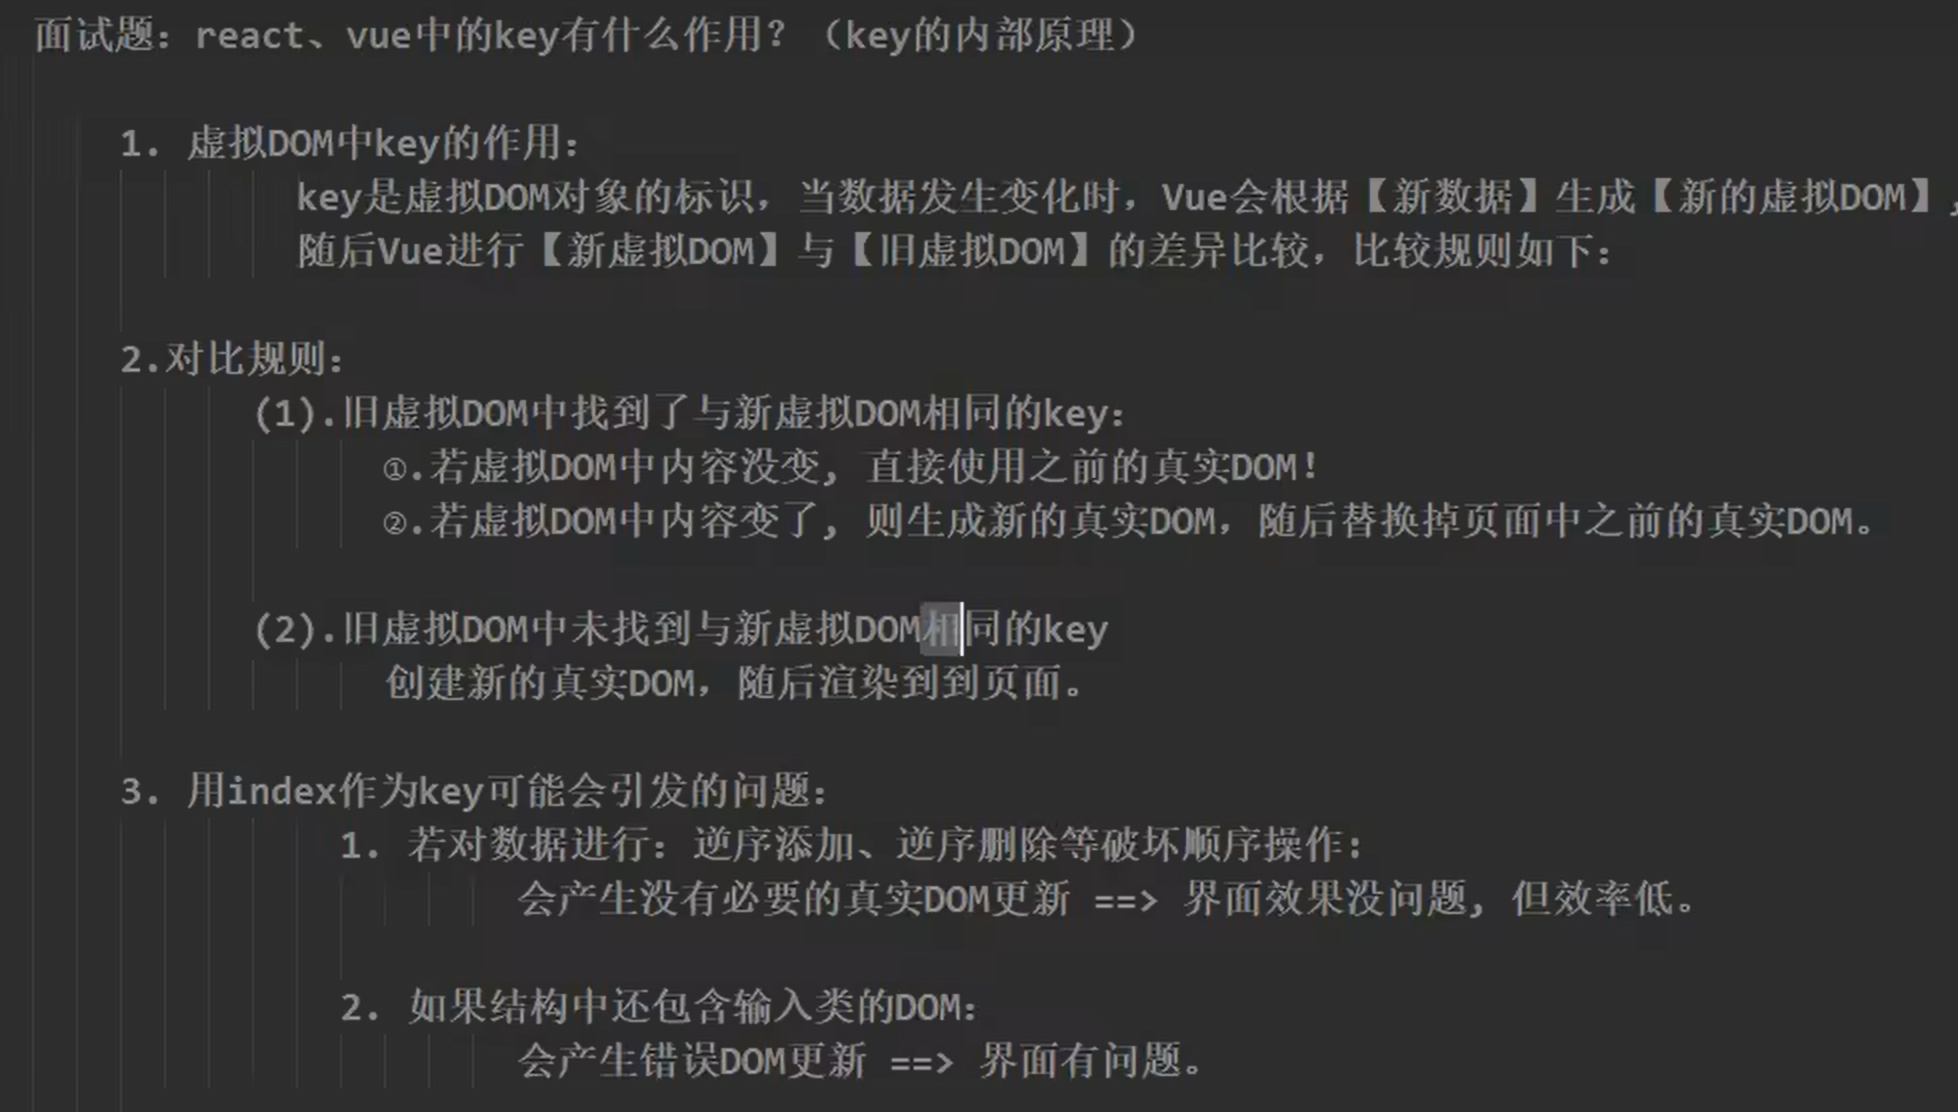 面试题：react、vue中的key有什么作用？（key的内部原理）
1. 虚拟DOM中key的作用：
key是虚拟DOM对象的标识，当数据发生变化时，Vue会根据【新数据】生成【新的虚拟DOM】,
随后Vue进行【新虚拟DOM】与【旧虚拟DOM】的差异比较，比较规则如下：
2.对比规则：
(1).旧虚拟DOM中找到了与新虚拟DOM相同的key：
①.若虚拟DOM中内容没变, 直接使用之前的真实DOM！
②.若虚拟DOM中内容变了, 则生成新的真实DOM，随后替换掉页面中之前的真实DOM。
(2).旧虚拟DOM中未找到与新虚拟DOM相同的key
创建新的真实DOM，随后渲染到到页面。
3. 用index作为key可能会引发的问题：
1. 若对数据进行：逆序添加、逆序删除等破坏顺序操作：
会产生没有必要的真实DOM更新 ==> 界面效果没问题, 但效率低。
2. 如果结构中还包含输入类的DOM：
会产生错误DOM更新 ==> 界面有问题。